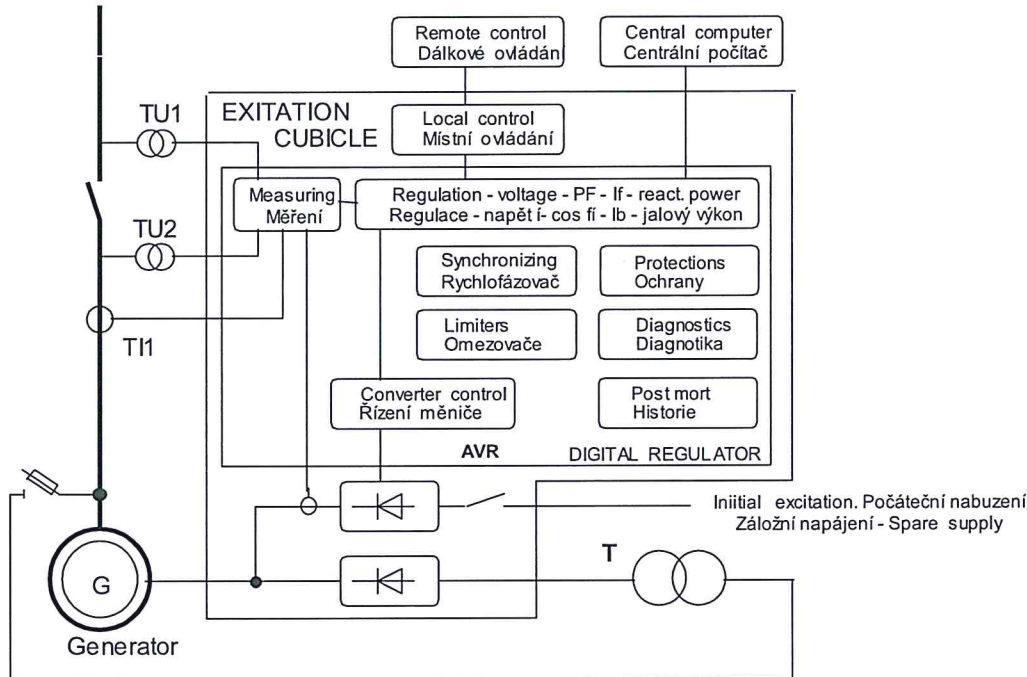 Remote control
Dálkové ovládán
Central computer
Centrální počítač
TU1
EXITATION
CUBICLE
Local control
Místní ovládání
Measuring
Měření
Regulation - voltage - PF - If - react. power
Regulace - napět í- cos fí - Ib - jalový výkon
TU2
Synchronizing
Rychlofázovač
Protections
Ochrany
TI1
Limiters
Omezovače
Diagnostics
Diagnotika
Converter control
Řízení měniče
Post mort
Historie
AVR
DIGITAL REGULATOR
Iniitial excitation. Počáteční nabuzení
Záložní napájení - Spare supply
T
G
Generator